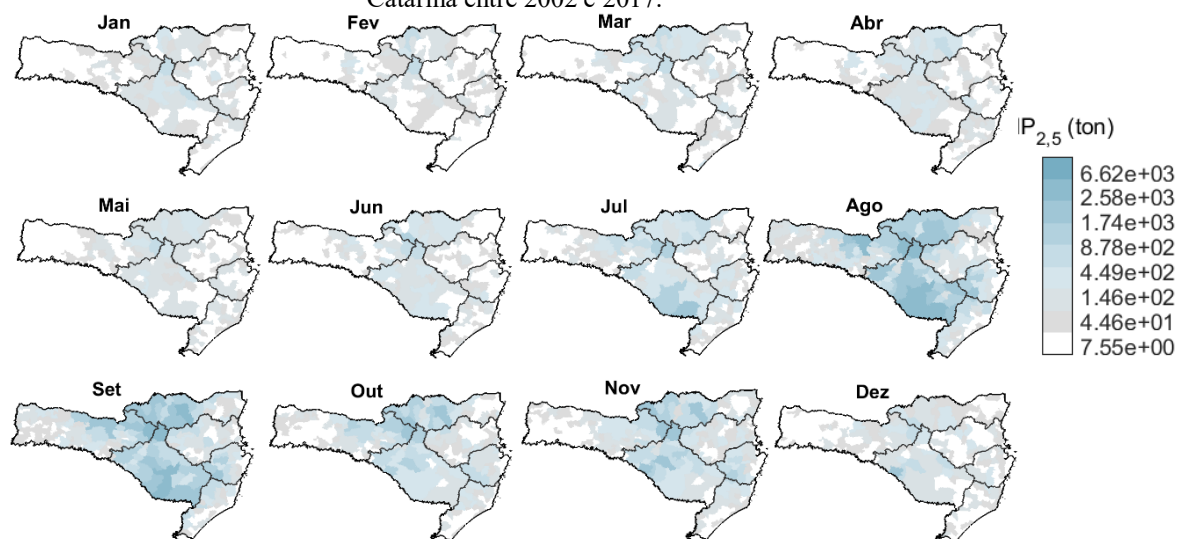 Catarina entre 2002 e 2017.
Jan
Fev
Mar
Abr
Mai
Jun
Jul
Ago
Set
Out
Nov
Dez
MP2,5 (ton)
6.62e+03
2.58e+03
1.74e+03
8.78e+02
4.49e+02
1.46e+02
4.46e+01
7.55e+00